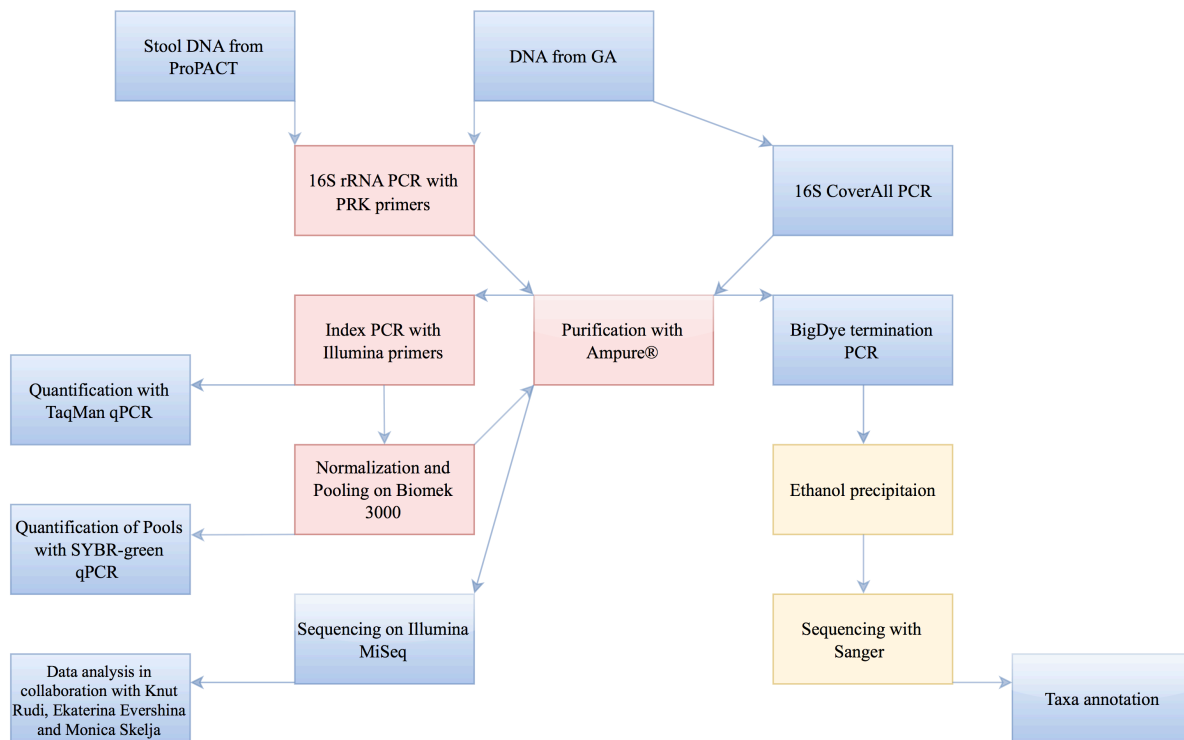 Stool DNA from
ProPACT
DNA from GA
16S rRNA PCR with
PRK primers
16S CoverAll PCR
Index PCR with
Illumina primers
Purification with
Ampure®
BigDye termination
PCR
Quantification with
TaqMan qPCR
Normalization and
Pooling on Biomek
3000
Ethanol precipitaion
Quantification of Pools
with SYBR-green
qPCR
Sequencing on Illumina
MiSeq
Sequencing with
Sanger
Data analysis in
collaboration with Knut
Rudi, Ekaterina Evershina
and Monica Skelja
Taxa annotation